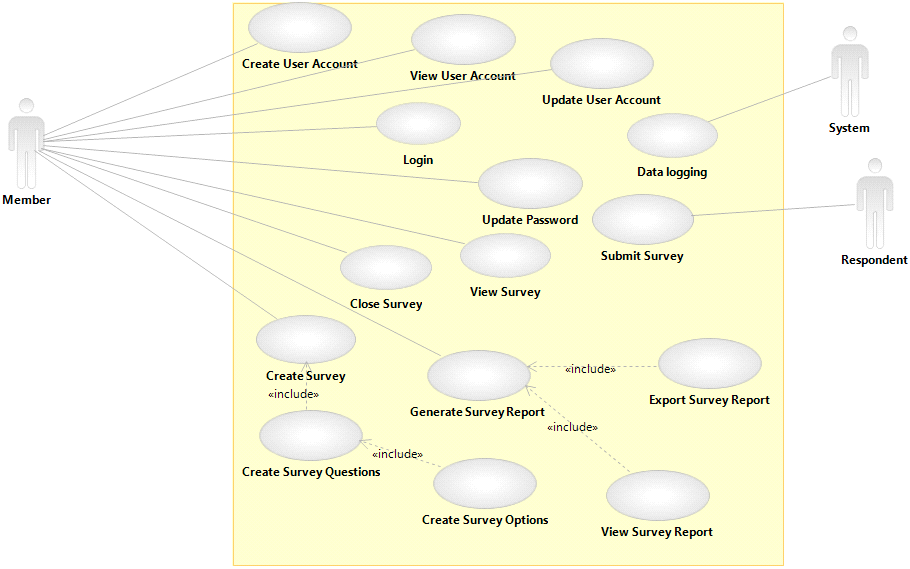 Create User Account
View User Account
Update User Account
System
Login
Data logging
Member
Update Password
Submit Survey
Respondent
View Survey
Close Survey
Create Survey
«include»
Export Survey Report
«include»
Generate Survey Report
«include»
«include»
Create Survey Questions
Create Survey Options
View Survey Report